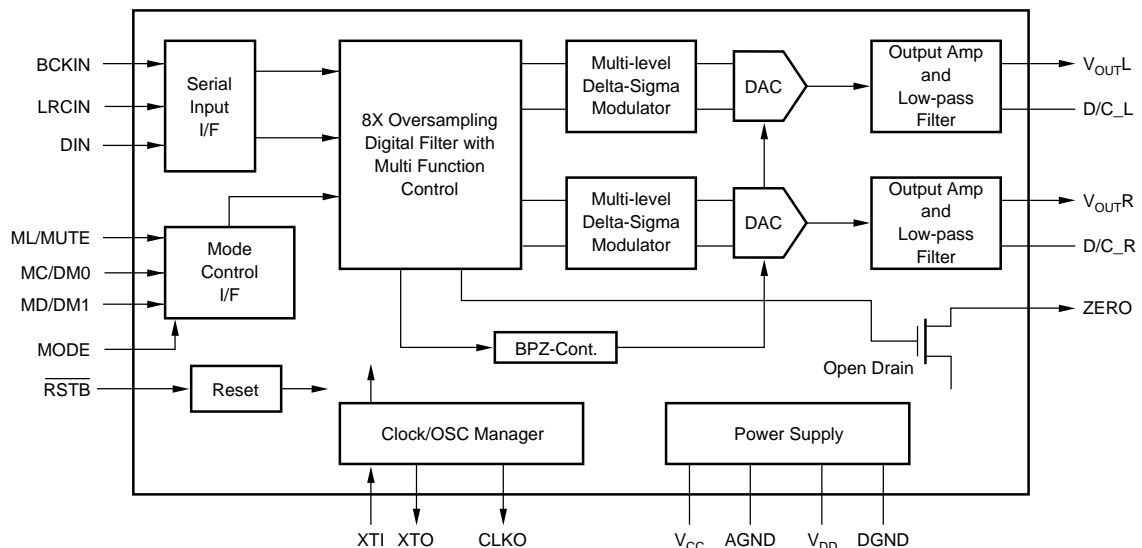 BCKIN
LRCIN
DIN
ML/MUTE
MC/DM0
MD/DM1
MODE
RSTB
Serial
Input
I/F
Mode
Control
I/F
Reset
8X Oversampling
Digital Filter with
Multi Function
Control
Multi-level
Delta-Sigma
Modulator
DAC
Output Amp
and
Low-pass
Filter
VOUTL
D/C_L
Multi-level
Delta-Sigma
Modulator
DAC
Output Amp
and
Low-pass
Filter
VOUTR
D/C_R
BPZ-Cont.
Open Drain
ZERO
Clock/OSC Manager
Power Supply
XTI
XTO
CLKO
VCC
AGND
VDD
DGND